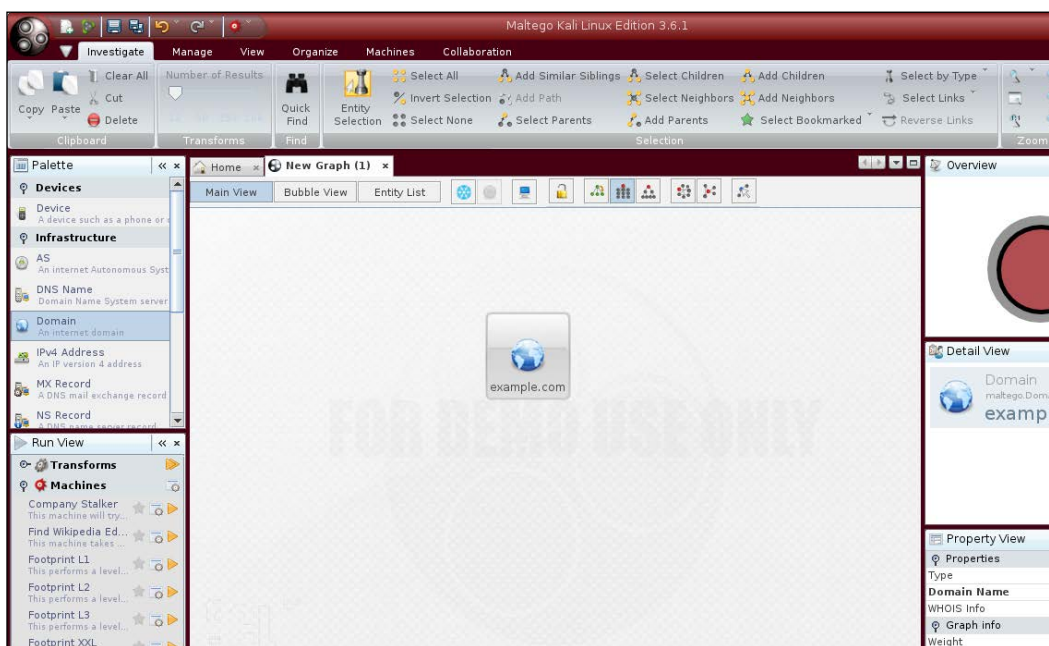 Maltego Kali Linux Edition 3.6.1
Investigate Manage View Organize Machines Collaboration
Copy Paste Clear All Cut Delete
Clipboard
Number of Results
Transforms
Quick Find
Find
Entity Selection
Select All Add Similar Siblings Select Children Add Children Select by Type
Invert Selection Add Path Select Neighbors Add Neighbors Select Links
Select None Select Parents Add Parents Select Bookmarked Reverse Links
Selection
Zoom
Palette
Devices
Device
A device such as a phone or
Infrastructure
AS
An internet Autonomous Syst
DNS Name
Domain Name System server
Domain
An internet domain
IPv4 Address
An IP version 4 address
MX Record
A DNS mail exchange record
NS Record
A DNS name server record
Run View
Transforms
Machines
Company Stalker
This machine will try...
Find Wikipedia Ed...
This machine takes ...
Footprint L1
This performs a level...
Footprint L2
This performs a level...
Footprint L3
This performs a level...
Footprint XXL
Home New Graph (1)
Main View Bubble View Entity List
example.com
FOR DEMO USE ONLY
Overview
Detail View
Domain
maltego.Dom
examp
Property View
Properties
Type
Domain Name
WHOIS Info
Graph info
Weight